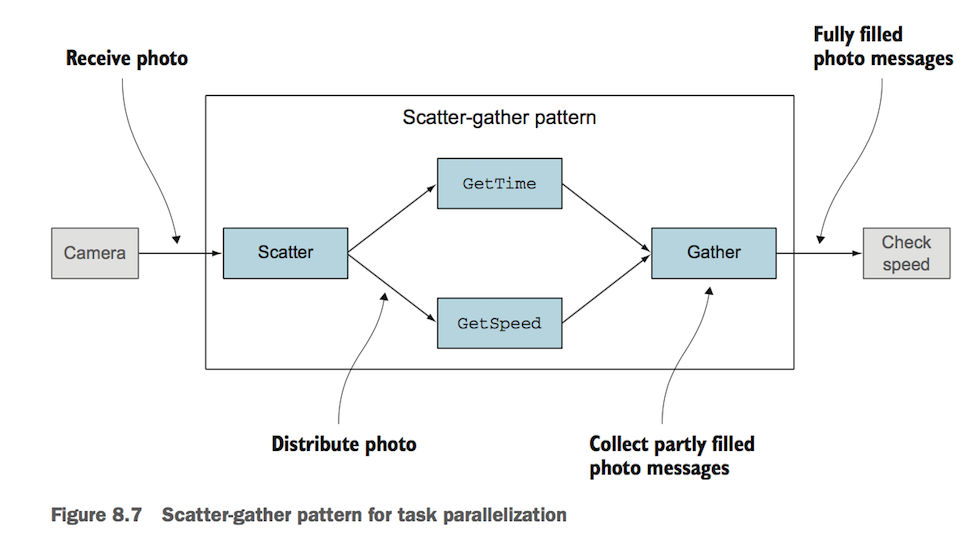 Receive photo
Fully filled
photo messages
Scatter-gather pattern
GetTime
Camera
Scatter
Gather
Check
speed
GetSpeed
Distribute photo
Collect partly filled
photo messages
Figure 8.7 Scatter-gather pattern for task parallelization